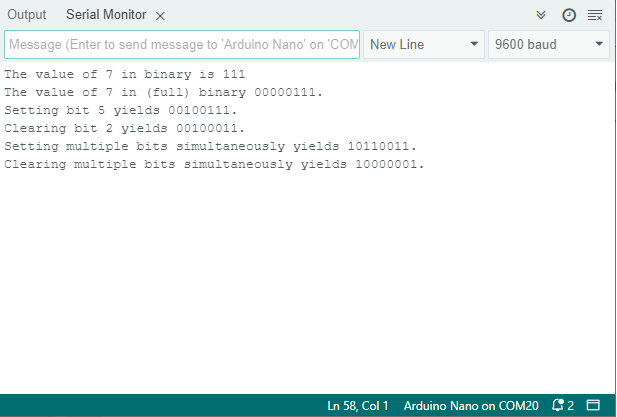 Output Serial Monitor
Message (Enter to send message to 'Arduino Nano' on 'COM New Line 9600 baud
The value of 7 in binary is 111
The value of 7 in (full) binary 00000111.
Setting bit 5 yields 00100111.
Clearing bit 2 yields 00100011.
Setting multiple bits simultaneously yields 10110011.
Clearing multiple bits simultaneously yields 10000001.
Ln 58, Col 1 Arduino Nano on COM20 2